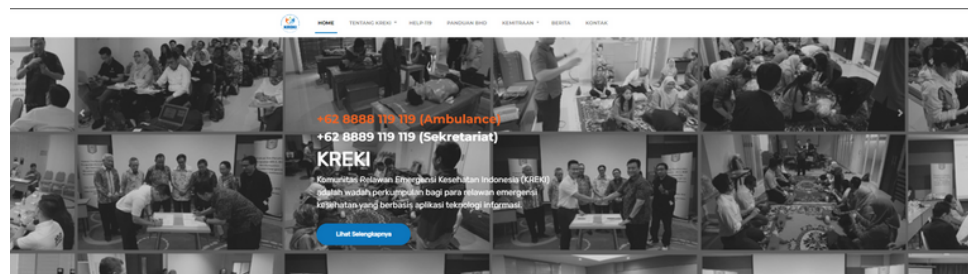 HOME TENTANG KREKI HELP-119 PANDUAN BHD KEMITRAAN BERITA KONTAK
+62 8888 119 119 (Ambulance)
+62 8889 119 119 (Sekretariat)
KREKI
Komunitan Relawan Emergensi Kesehatan Indonesia (KREKI)
adalah wadah perkumpulan bagi para relawan emergensi
kesehatan yang berbasis aplikasi teknologi informasi.
Lihat Selengkapnya